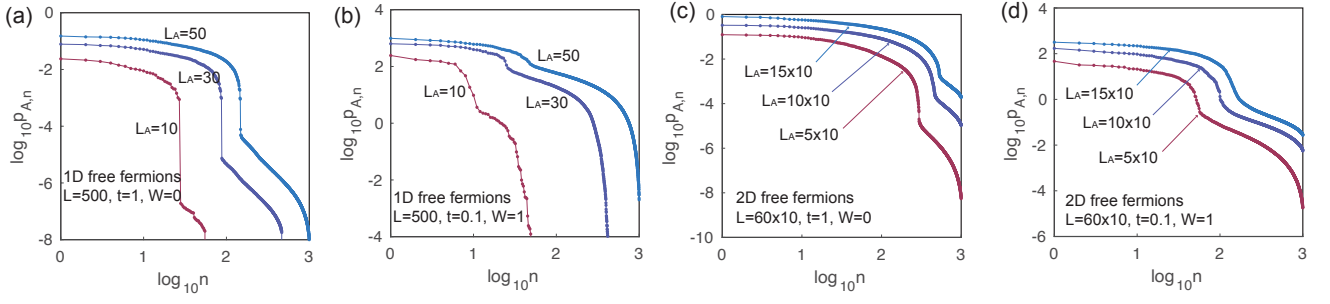 (a)
0
-2
-4
-6
-8
log10pA,n
LA=50
LA=30
LA=10
1D free fermions
L=500, t=1, W=0
0 1 2 3
log10n
(b)
4
2
0
-2
-4
log10pA,n
LA=50
LA=10
LA=30
1D free fermions
L=500, t=0.1, W=1
0 1 2 3
log10n
(c)
0
-2
-4
-6
-8
-10
log10pA,n
LA=15x10
LA=10x10
LA=5x10
2D free fermions
L=60x10, t=1, W=0
0 1 2 3
log10n
(d)
4
2
0
-2
-4
-6
log10pA,n
LA=15x10
LA=10x10
LA=5x10
2D free fermions
L=60x10, t=0.1, W=1
0 1 2 3
log10n